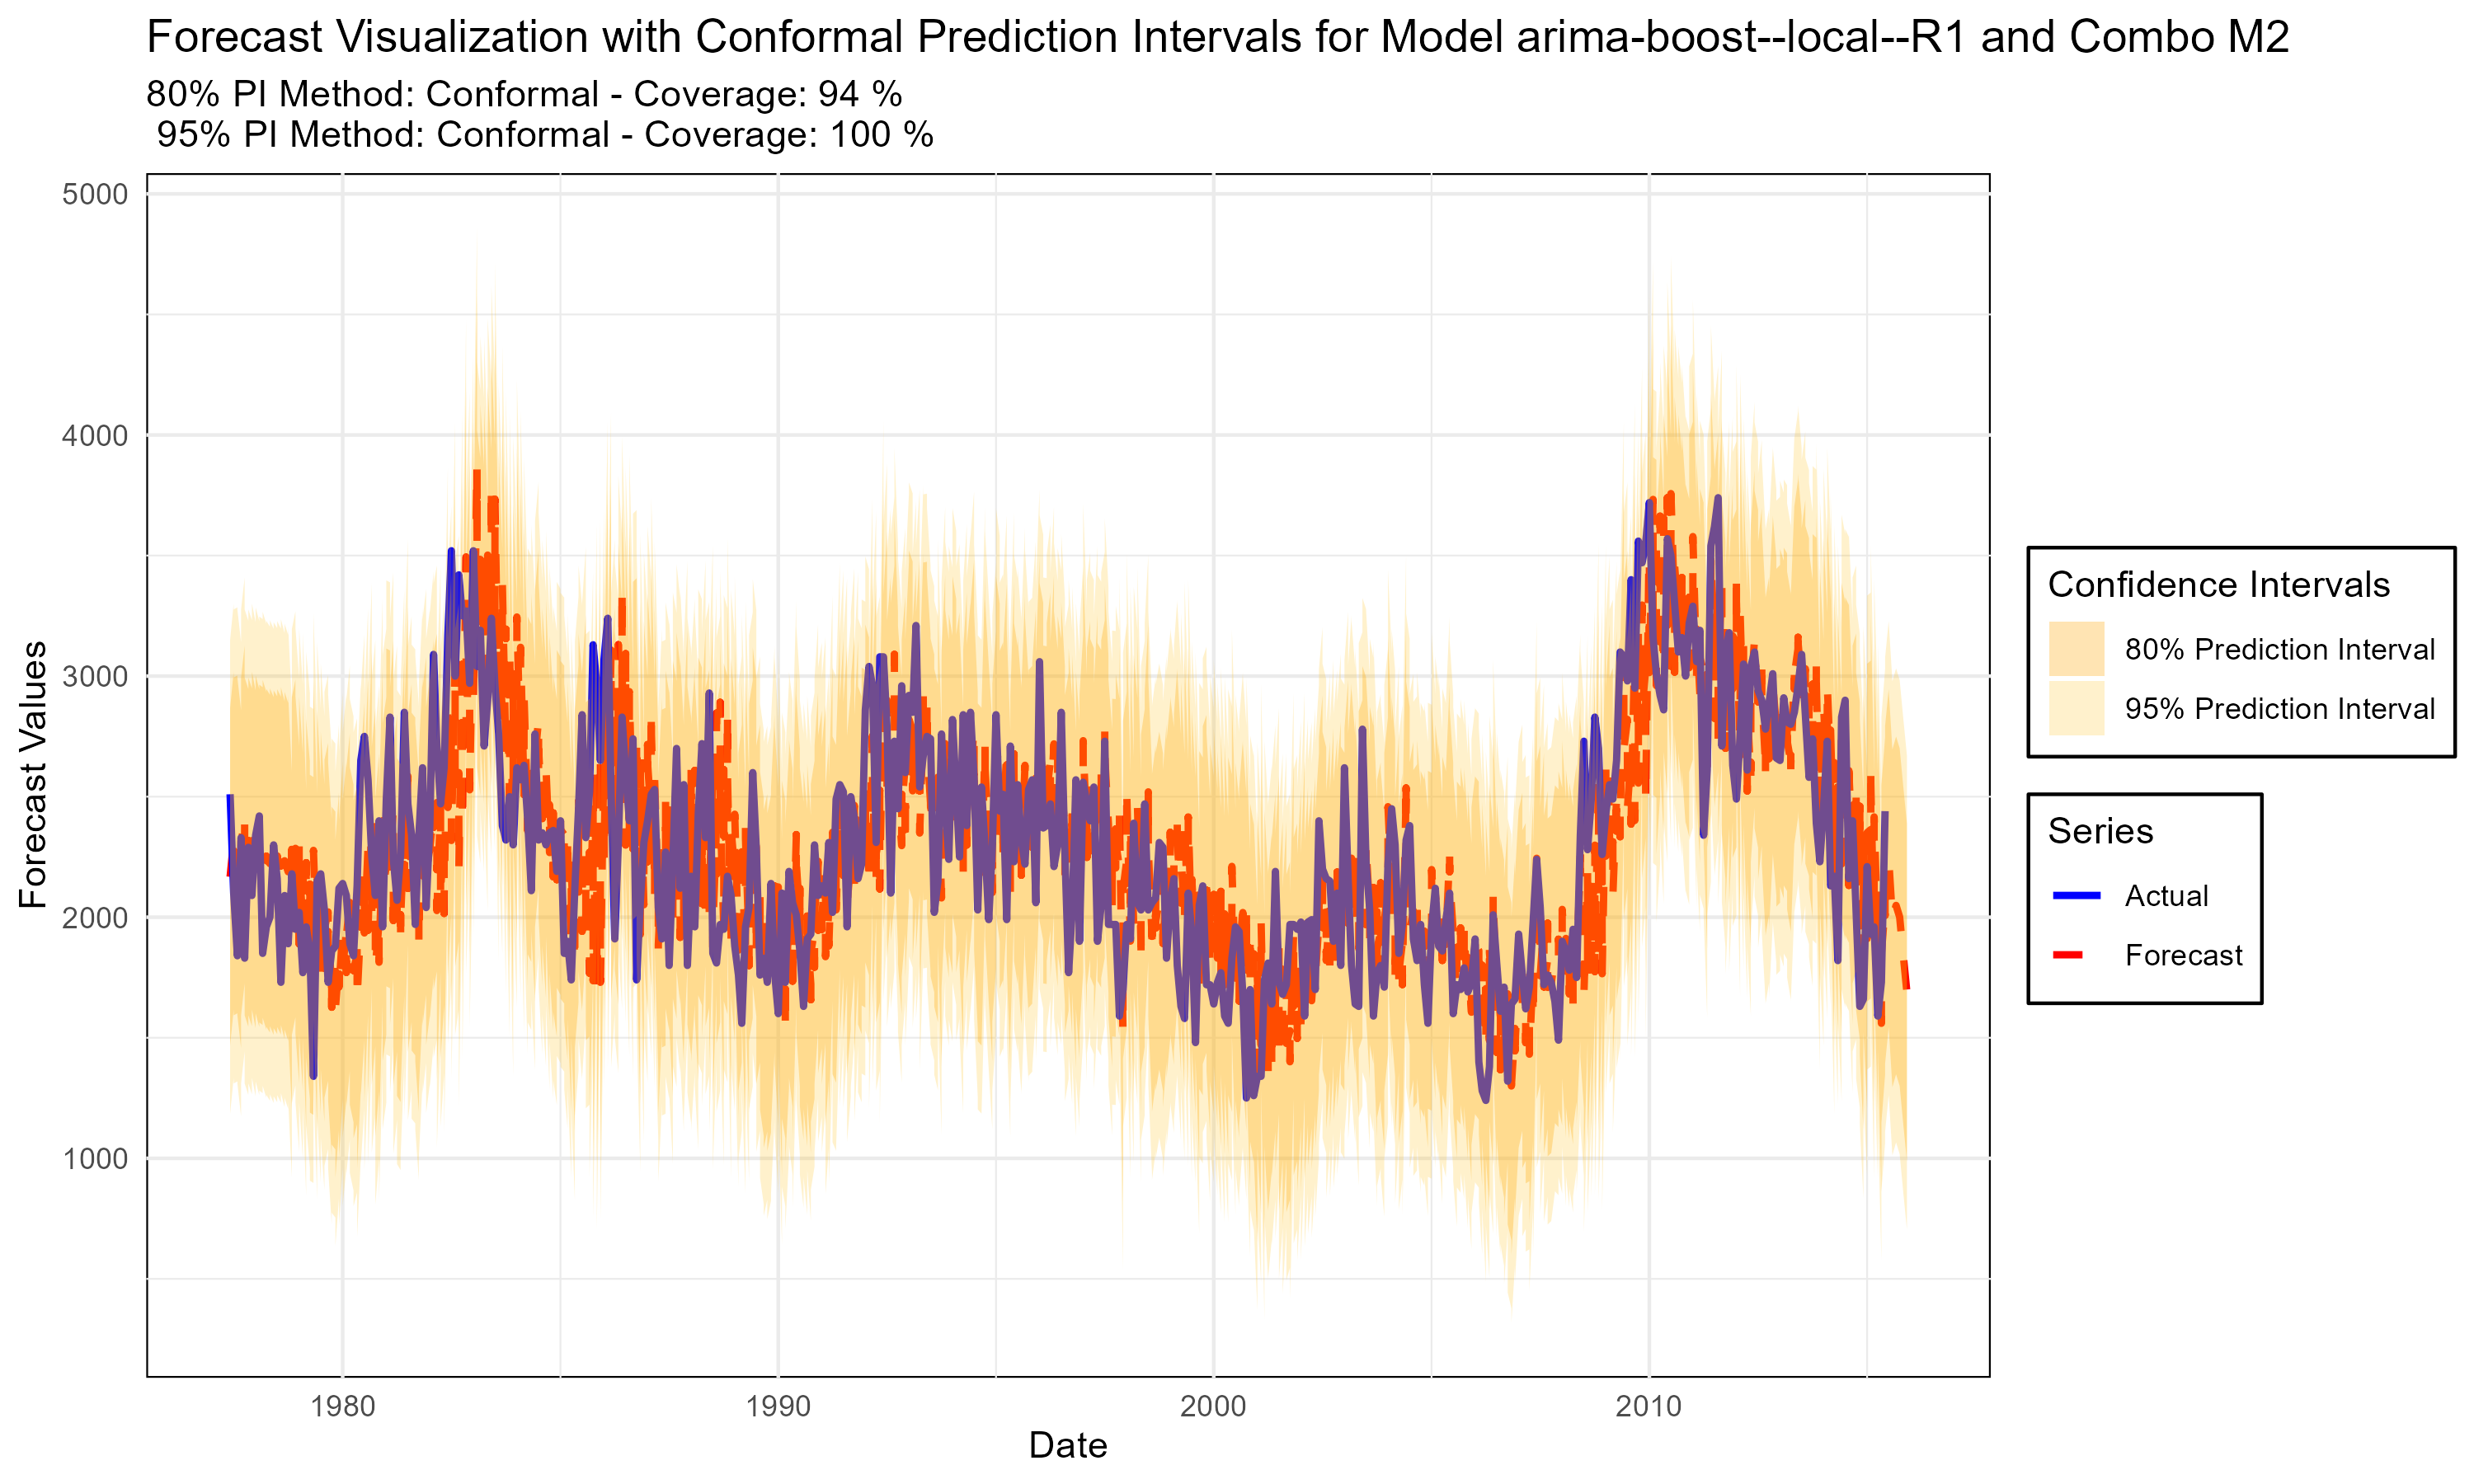 Forecast Visualization with Conformal Prediction Intervals for Model arima-boost--local--R1 and Combo M2
80% PI Method: Conformal - Coverage: 94 %
95% PI Method: Conformal - Coverage: 100 %
5000
4000
3000
2000
1000
Forecast Values
1980
1990
2000
2010
Date
Confidence Intervals
80% Prediction Interval
95% Prediction Interval
Series
Actual
Forecast